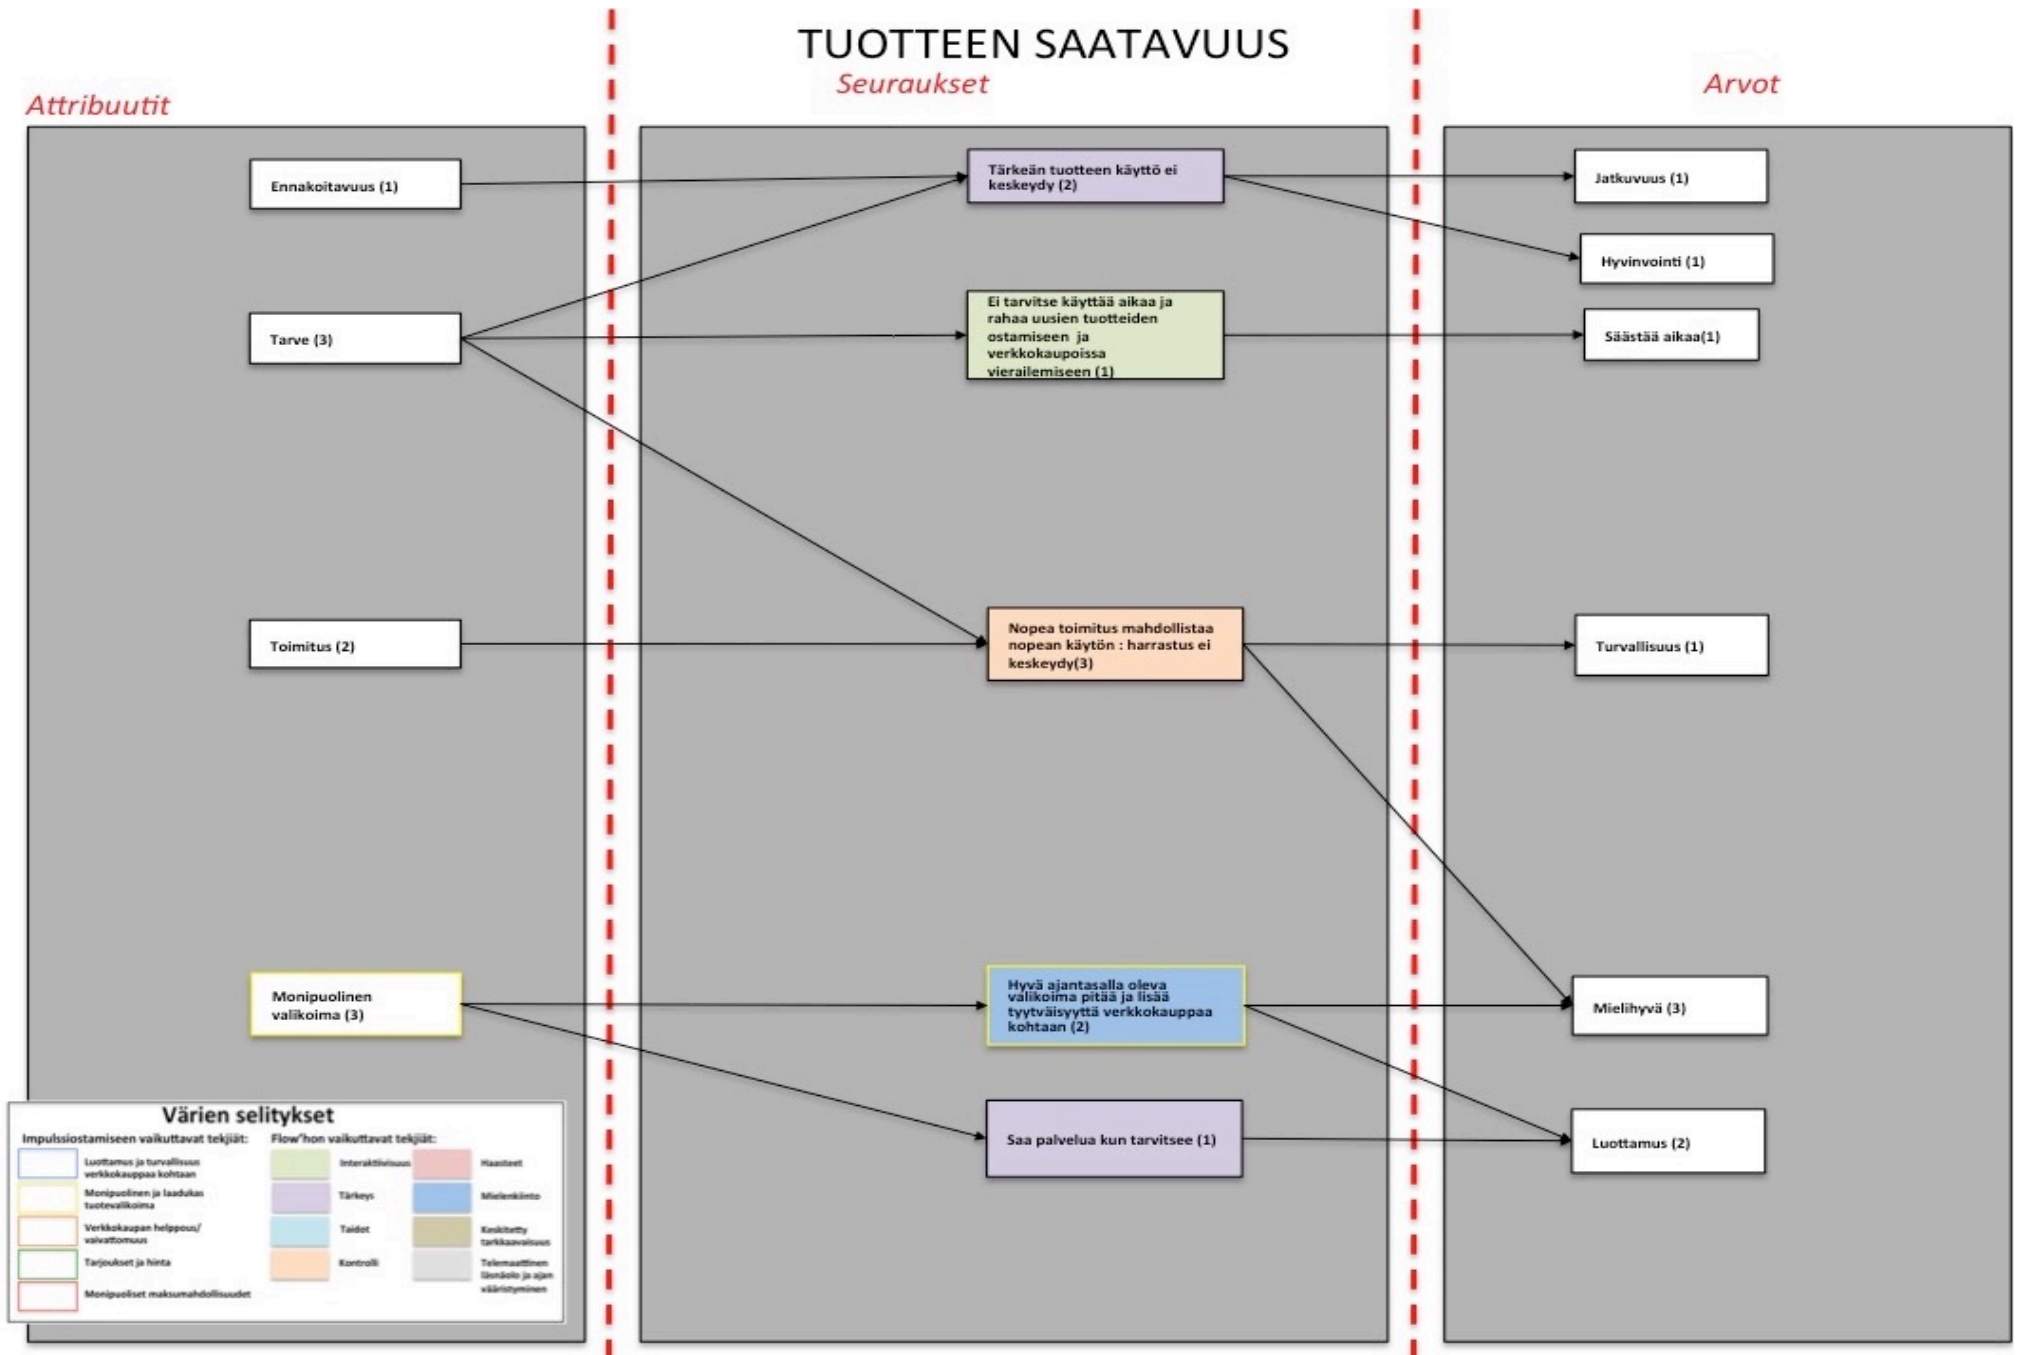 TUOTTEEN SAATAVUUS
Attribuutit
Seuraukset
Arvot
Ennakoitavuus (1)
Tarve (3)
Toimitus (2)
Monipuolinen
valikoima (3)
Tärkeän tuotteen käyttö ei
keskeydy (2)
Ei tarvitse käyttää aikaa ja
rahaa uusien tuotteiden
ostamiseen ja
verkkokaupoissa
vierailemiseen (1)
Nopea toimitus mahdollistaa
nopean käytön : harrastus ei
keskeydy(3)
Hyvä ajantasalla oleva
valikoima pitää ja lisää
tyytväisyyttä verkkokauppaa
kohtaan (2)
Saa palvelua kun tarvitsee (1)
Jatkuvuus (1)
Hyvinvointi (1)
Säästää aikaa(1)
Turvallisuus (1)
Mielihyvä (3)
Luottamus (2)
Värien selitykset
Impulssiostamiseen vaikuttavat tekjiät:
Luottamus ja turvallisuus
verkkokauppaa kohtaan
Monipuolinen ja laadukas
tuotevalikoima
Verkkokaupan helppous/
vaivattomuus
Tarjoukset ja hinta
Monipuoliset maksumahdollisuudet
Flow'hon vaikuttavat tekjiät:
Interaktiivisuus
Tärkeys
Taidot
Kontrolli
Haasteet
Mielenkiinto
Keskitetty
tarkkaavaisuus
Telemaattinen
läsnäolo ja ajan
vääristyminen